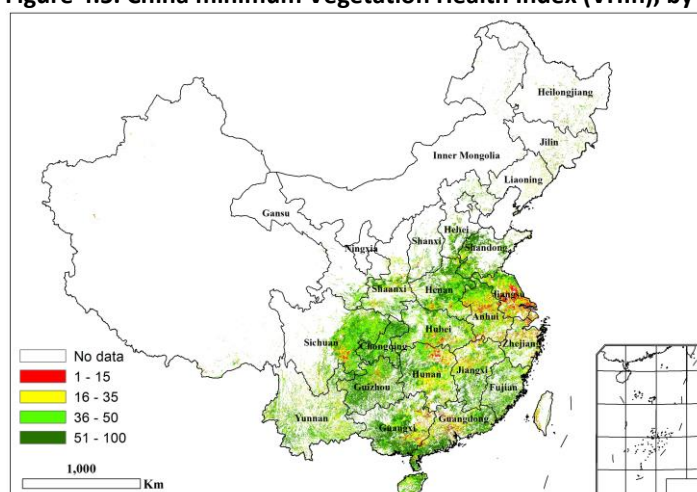 Figure 4.5. China minimum Vegetation Health Index (VHIm), by
Heilongjiang
Jilin
Inner Mongolia
Liaoning
Gansu
Hebei
Ningxia
Shanxi
Shandong
Shaanxi
Henan
Jiangsu
Anhui
Hubei
Sichuan
Chongqing
Zhejiang
Hunan
Jiangxi
Guizhou
Fujian
Yunnan
Guangxi
Guangdong
No data
1 - 15
16 - 35
36 - 50
51 - 100
1,000
Km